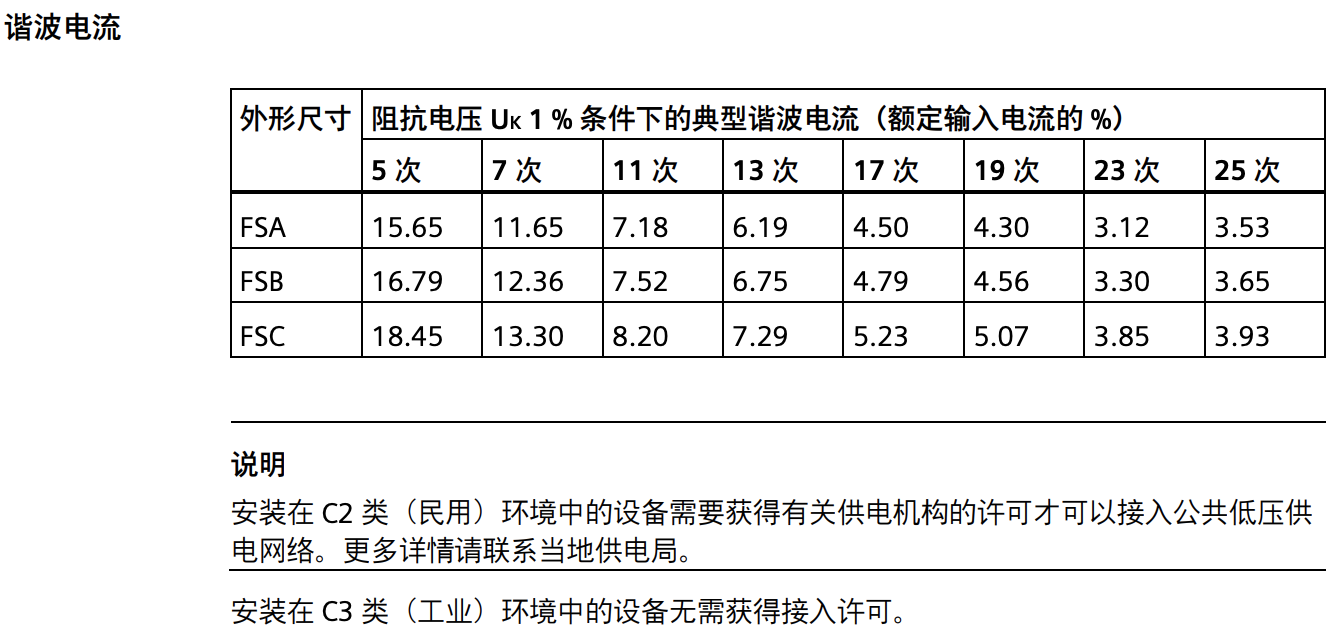 谐波电流
外形尺寸 阻抗电压 UK 1 % 条件下的典型谐波电流（额定输入电流的 %）
5 次 7 次 11 次 13 次 17 次 19 次 23 次 25 次
FSA 15.65 11.65 7.18 6.19 4.50 4.30 3.12 3.53
FSB 16.79 12.36 7.52 6.75 4.79 4.56 3.30 3.65
FSC 18.45 13.30 8.20 7.29 5.23 5.07 3.85 3.93
说明
安装在 C2 类（民用）环境中的设备需要获得有关供电机构的许可才可以接入公共低压供
电网络。更多详情请联系当地供电局。
安装在 C3 类（工业）环境中的设备无需获得接入许可。